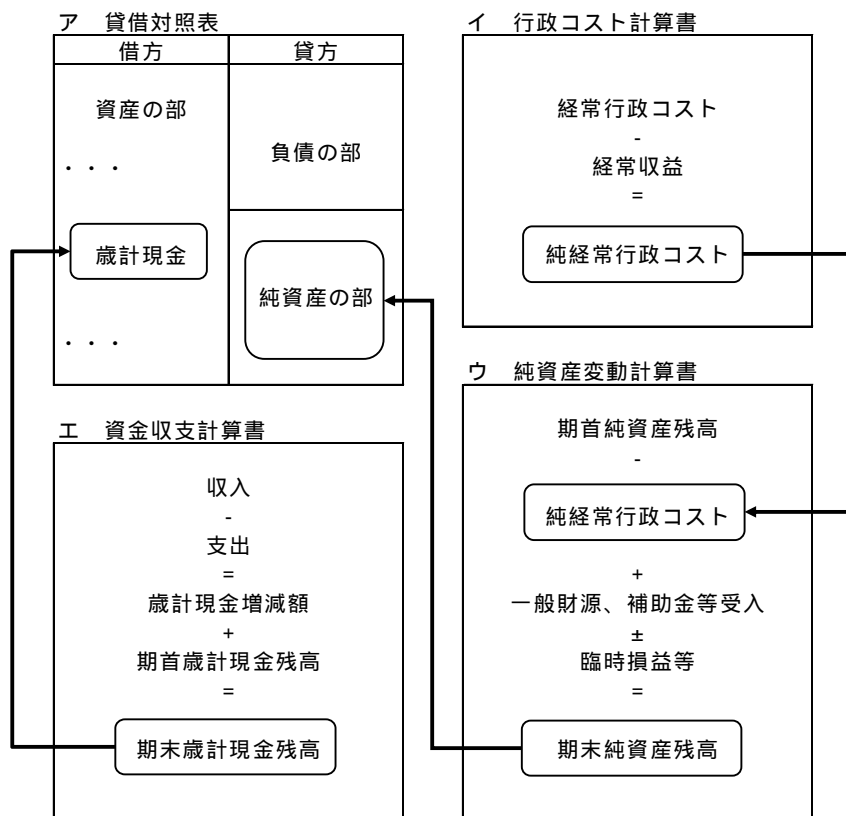 ア 貸借対照表
借方 貸方
資産の部
負債の部
・・・
歳計現金
純資産の部
・・・
イ 行政コスト計算書
経常行政コスト
-
経常収益
=
純経常行政コスト
ウ 純資産変動計算書
期首純資産残高
-
純経常行政コスト
+
一般財源、補助金等受入
±
臨時損益等
=
期末純資産残高
エ 資金収支計算書
収入
-
支出
=
歳計現金増減額
+
期首歳計現金残高
=
期末歳計現金残高